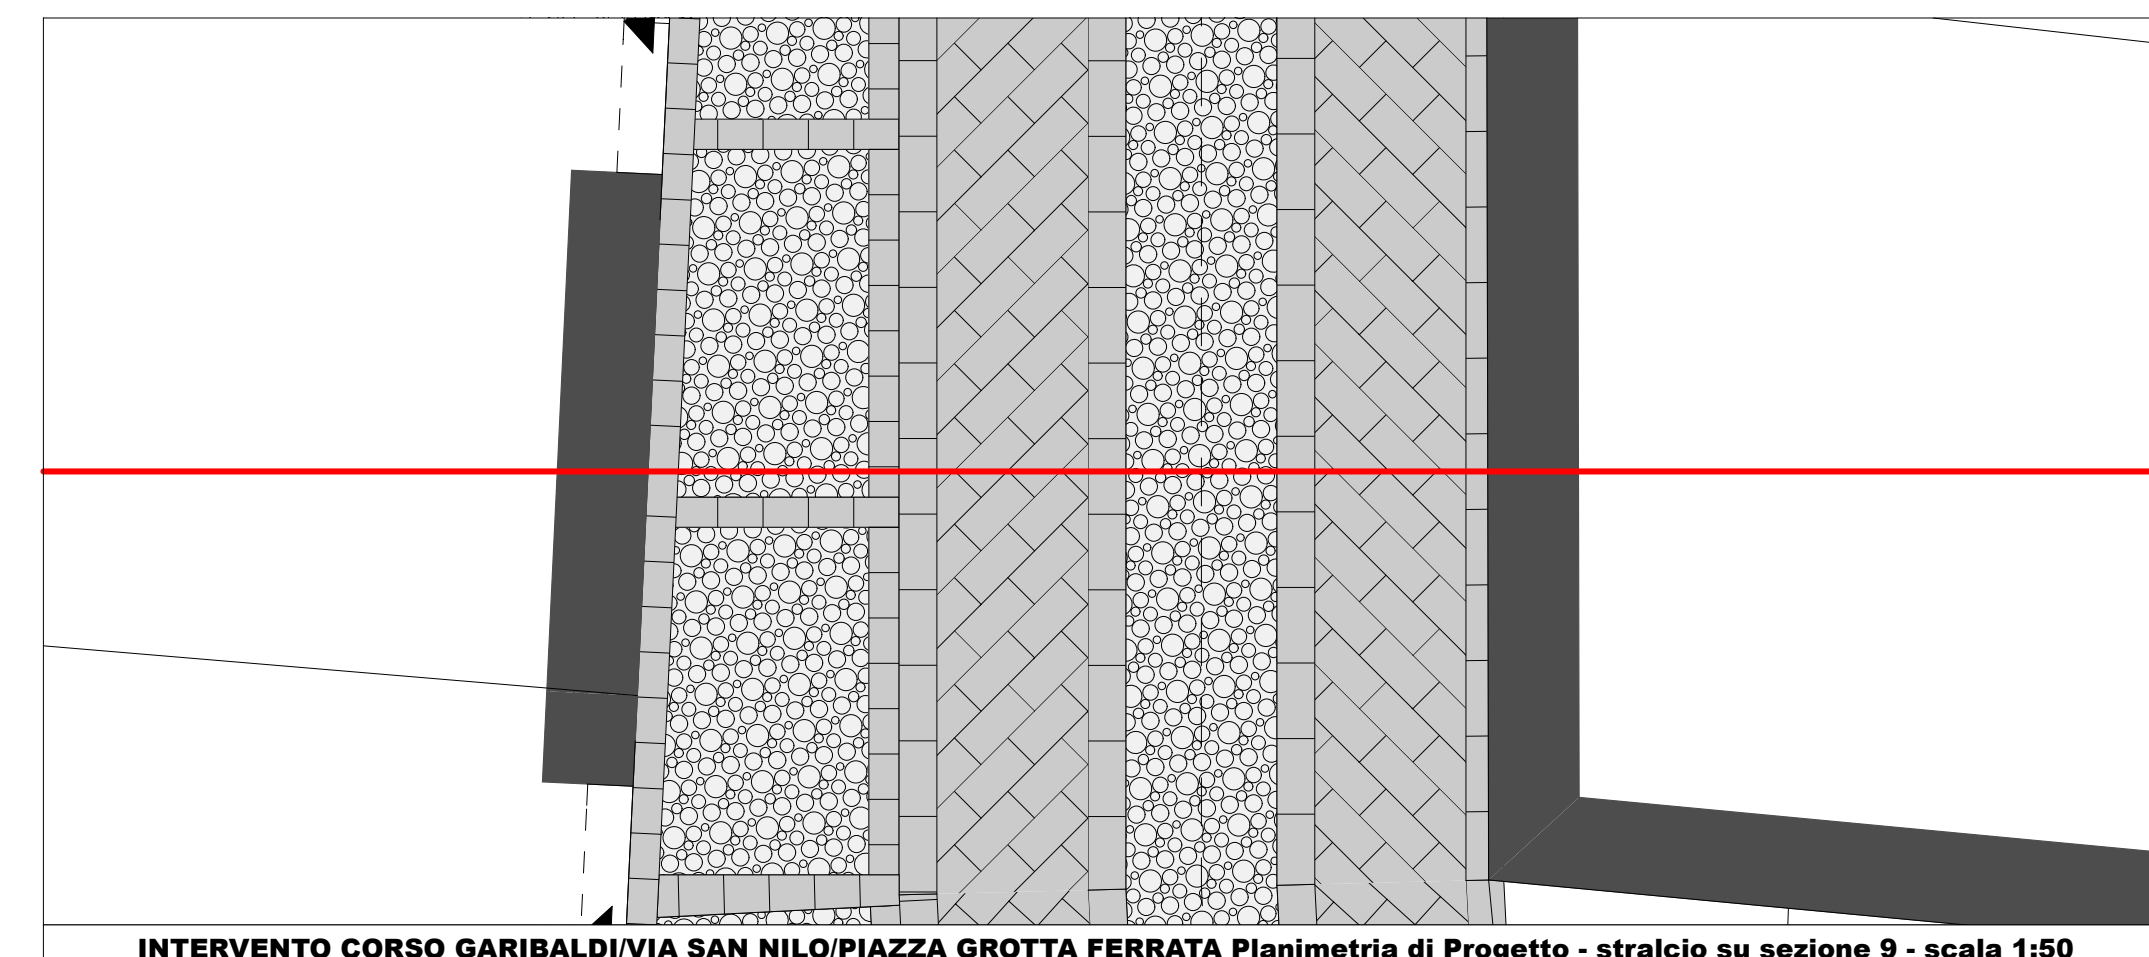 INTERVENTO CORSO GARIBALDI/VIA SAN NILO/PIAZZA GROTTA FERRATA Planimetria di Progetto - stralcio su sezione 9 - scala 1:50